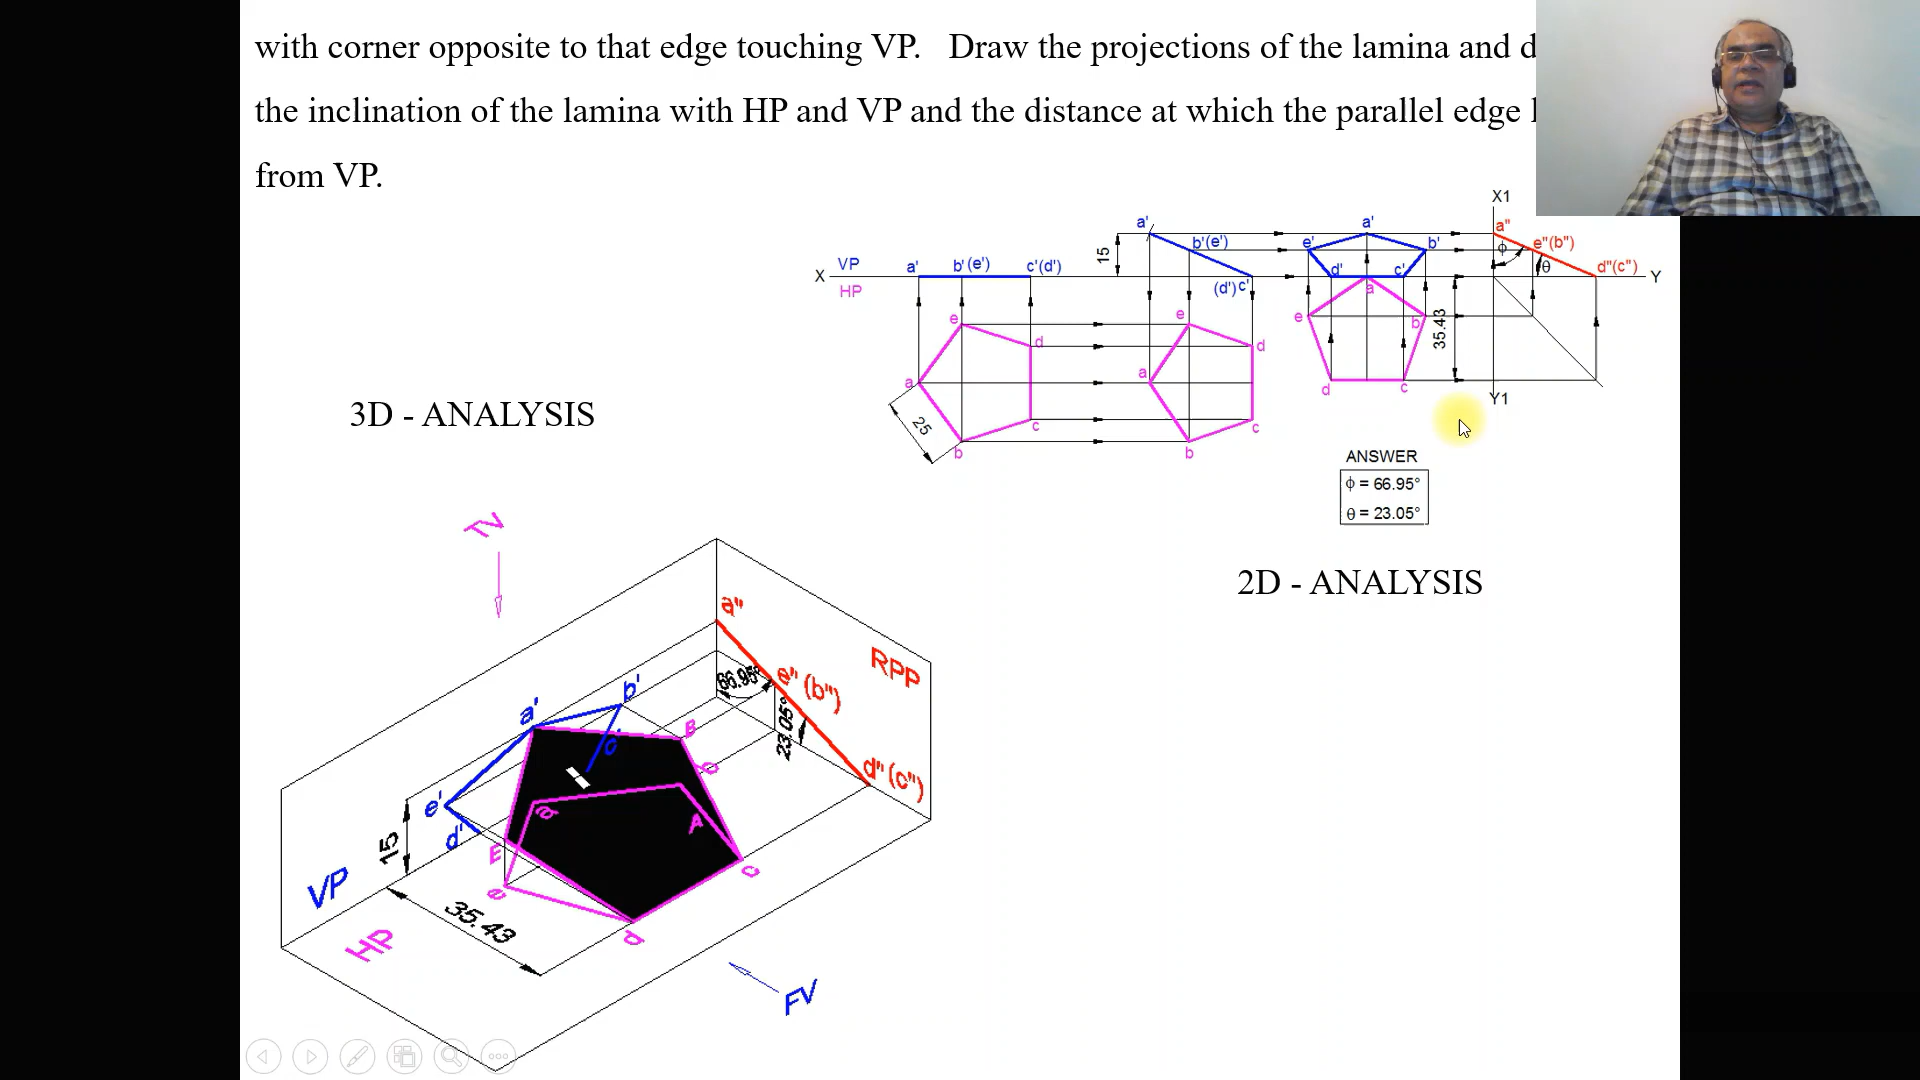 with corner opposite to that edge touching VP. Draw the projections of the lamina and d
the inclination of the lamina with HP and VP and the distance at which the parallel edge
from VP.
X1
a' a' a"
b'(e') e' b' e"(b")
15 ϕ θ
VP a' b'(e') c'(d') d' c' d"(c")
X Y
HP (d') c' a
e e e b 35.43
d d
a a d c
Y1
25 c c
b b
3D - ANALYSIS
ANSWER
ϕ = 66.95°
θ = 23.05°
TV
2D - ANALYSIS
a"
RPP
66.95° e" (b")
b'
a' B
c' 23.05°
b d" (c")
e' a A
d'
15 E c
VP e
35.43 d
HP
FV